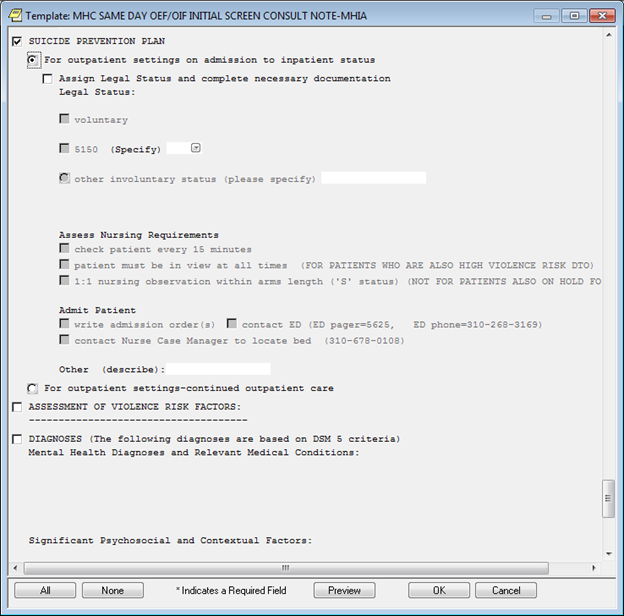 Template: MHC SAME DAY OEF/OIF INITIAL SCREEN CONSULT NOTE-MHIA
SUICIDE PREVENTION PLAN
For outpatient settings on admission to inpatient status
Assign Legal Status and complete necessary documentation
Legal Status:
voluntary
5150 (Specify)
other involuntary status (please specify)
Assess Nursing Requirements
check patient every 15 minutes
patient must be in view at all times (FOR PATIENTS WHO ARE ALSO HIGH VIOLENCE RISK DTO)
1:1 nursing observation within arms length ('S' status) (NOT FOR PATIENTS ALSO ON HOLD FO
Admit Patient
write admission order(s) contact ED (ED pager=5625, ED phone=310-268-3169)
contact Nurse Case Manager to locate bed (310-678-0108)
Other (describe):
For outpatient settings-continued outpatient care
ASSESSMENT OF VIOLENCE RISK FACTORS:
-----------------------------------
DIAGNOSES (The following diagnoses are based on DSM 5 criteria)
Mental Health Diagnoses and Relevant Medical Conditions:
Significant Psychosocial and Contextual Factors:
All None * Indicates a Required Field Preview OK Cancel